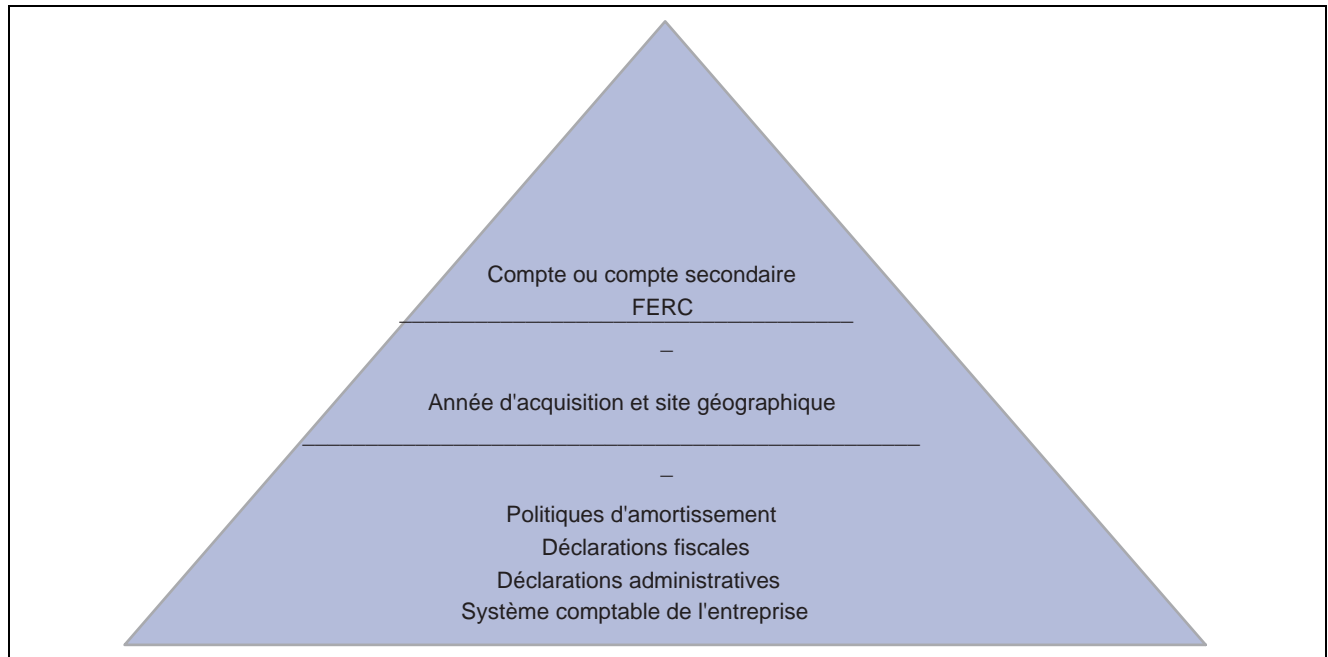 Compte ou compte secondaire
FERC
Année d'acquisition et site géographique
Politiques d'amortissement
Déclarations fiscales
Déclarations administratives
Système comptable de l'entreprise